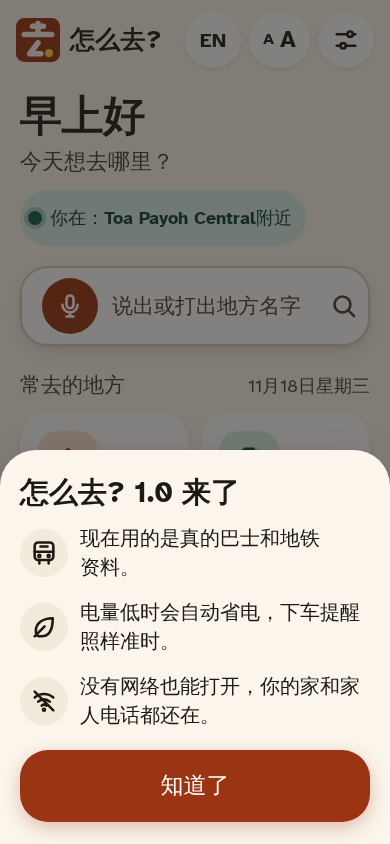 去
怎么去?
EN
A A
早上好
今天想去哪里？
你在：Toa Payoh Central附近
说出或打出地方名字
常去的地方
11月18日星期三
怎么去? 1.0 来了
现在用的是真的巴士和地铁
资料。
电量低时会自动省电，下车提醒
照样准时。
没有网络也能打开，你的家和家
人电话都还在。
知道了